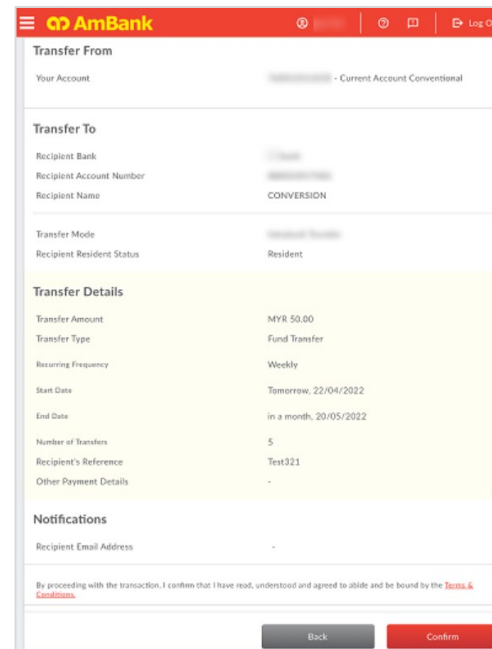 AmBank
Log O
Transfer From
Your Account - Current Account Conventional
Transfer To
Recipient Bank
Recipient Account Number
Recipient Name CONVERSION
Transfer Mode
Recipient Resident Status Resident
Transfer Details
Transfer Amount MYR 50.00
Transfer Type Fund Transfer
Recurring Frequency Weekly
Start Date Tomorrow, 22/04/2022
End Date in a month, 20/05/2022
Number of Transfers 5
Recipient's Reference Test321
Other Payment Details -
Notifications
Recipient Email Address -
By proceeding with the transaction, I confirm that I have read, understood and agreed to abide and be bound by the Terms &
Conditions.
Back Confirm